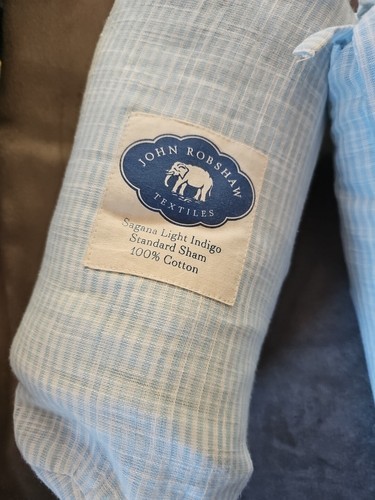 JOHN ROBSHAW
TEXTILES
Sagana Light Indigo
Standard Sham
100% Cotton